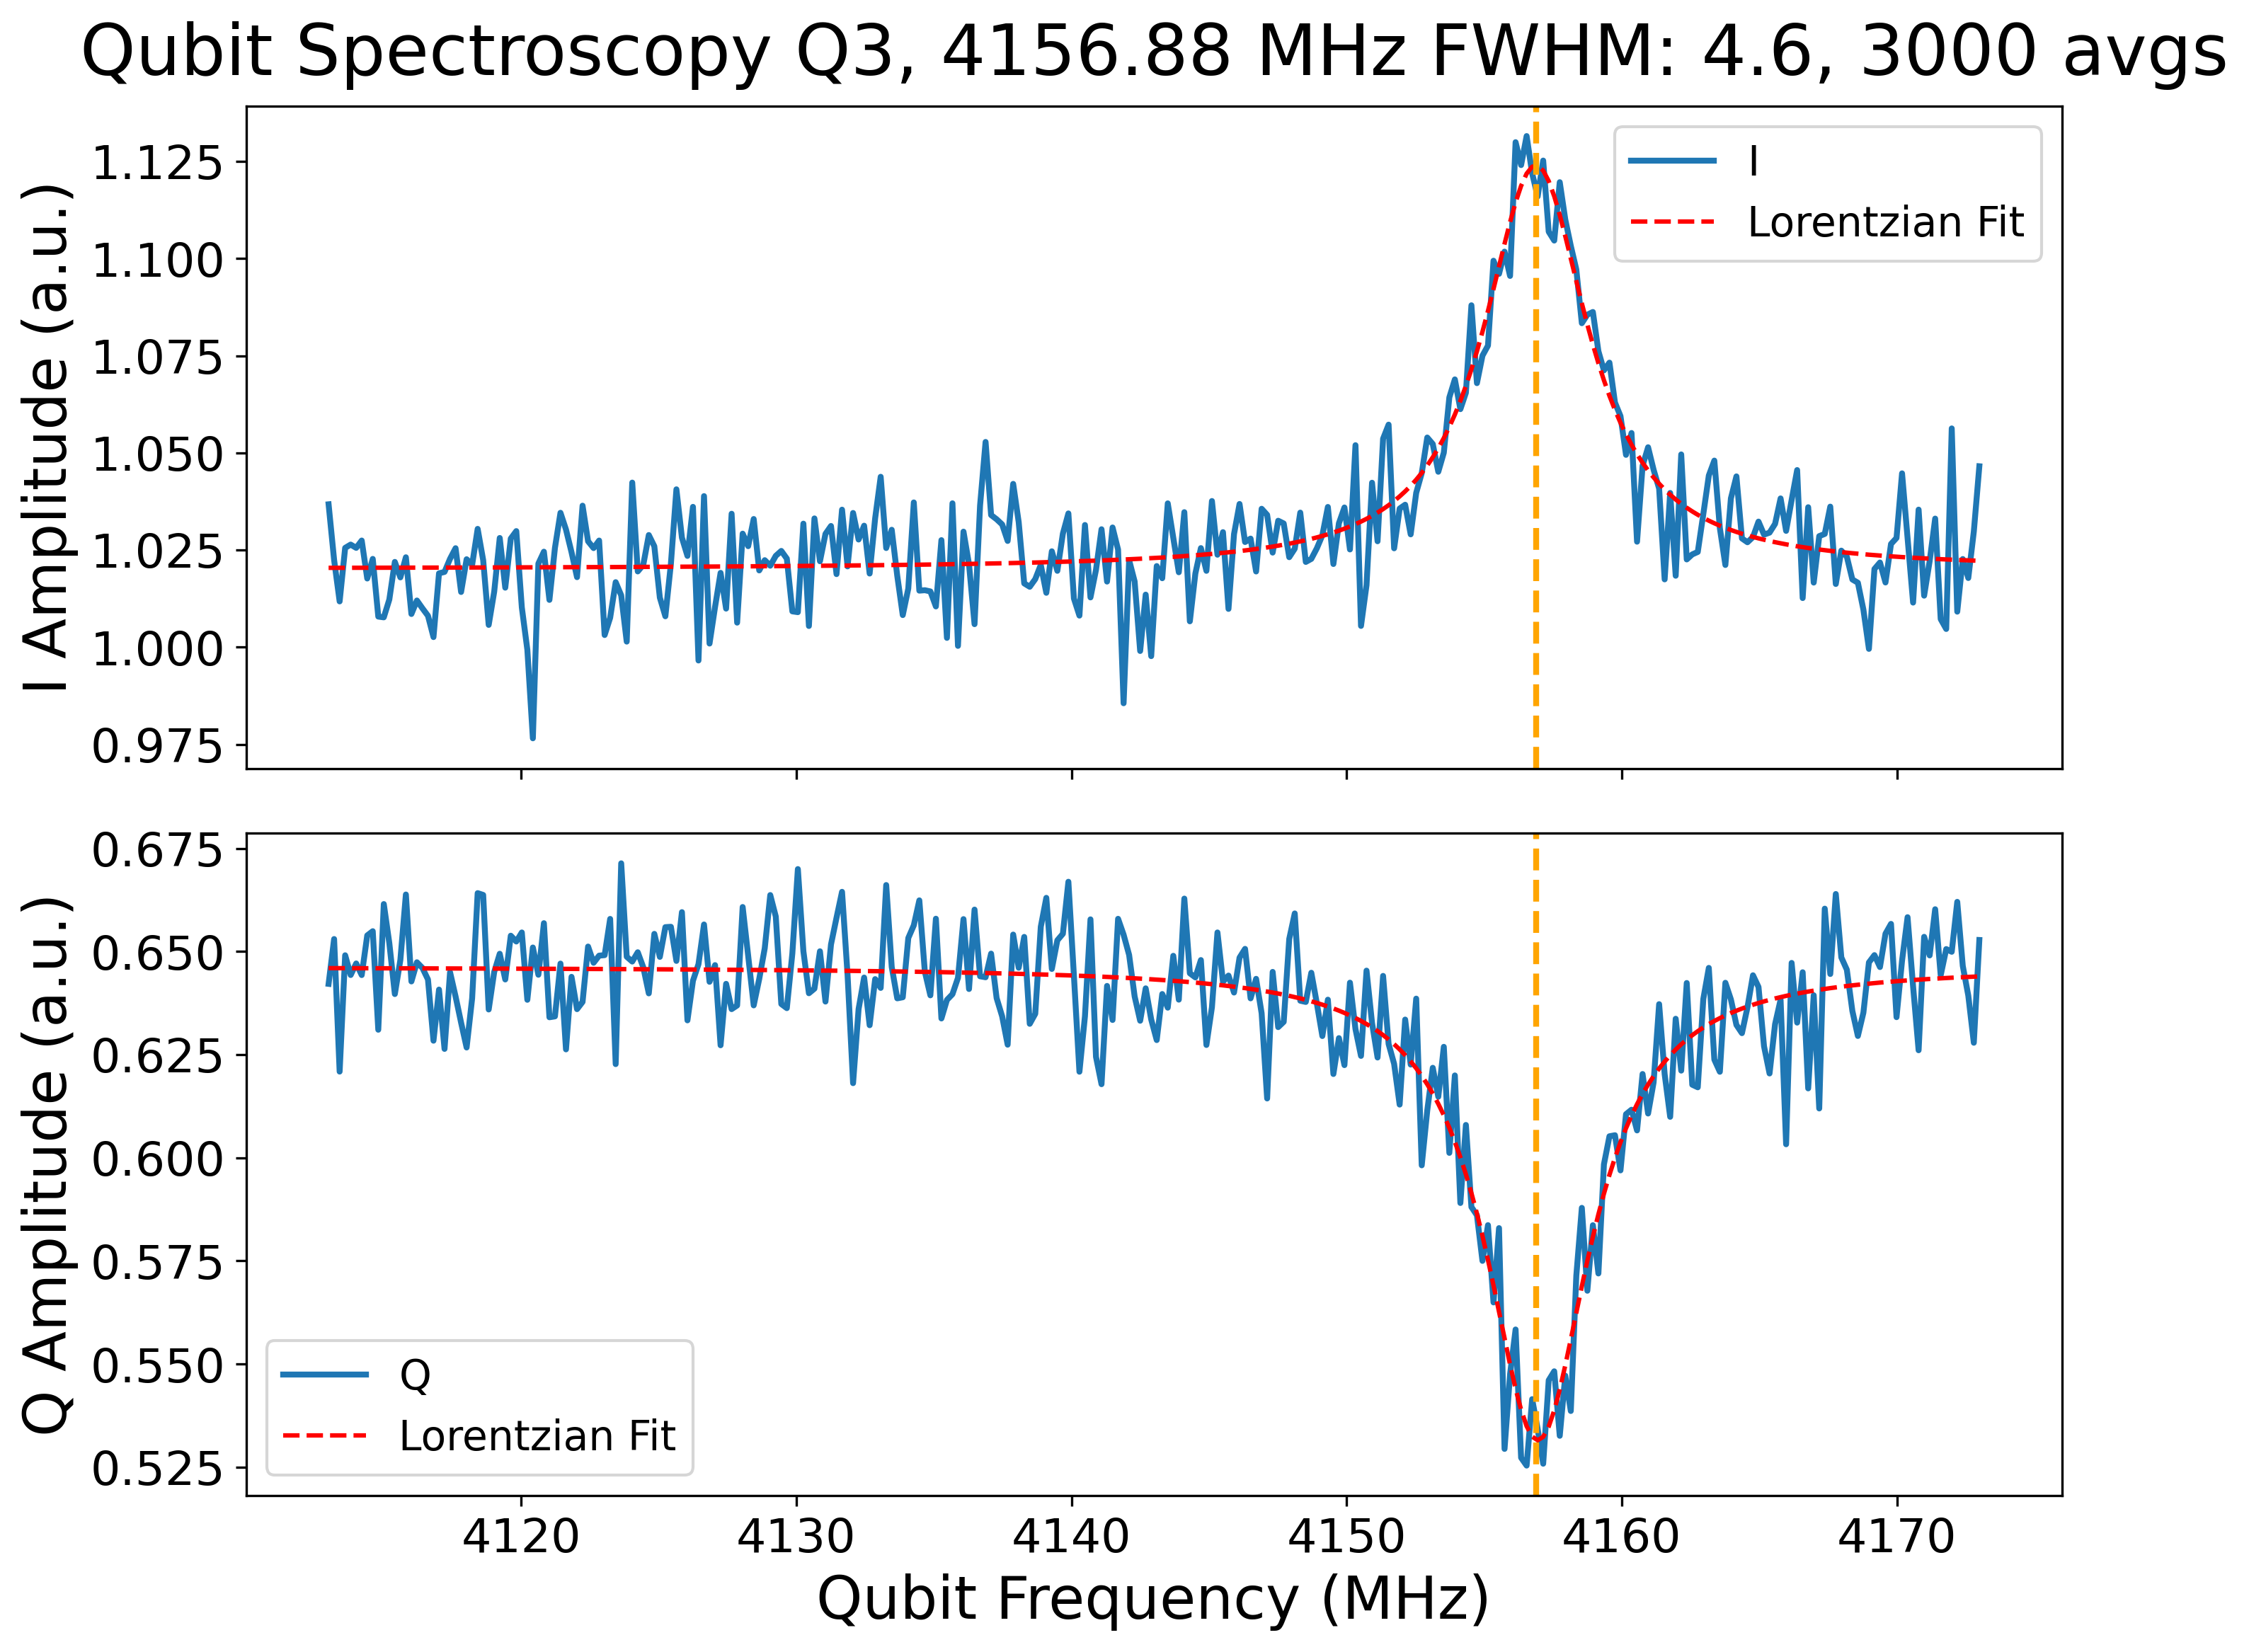 Qubit Spectroscopy Q3, 4156.88 MHz FWHM: 4.6, 3000 avgs
I Amplitude (a.u.)
1.125
1.100
1.075
1.050
1.025
1.000
0.975
I
Lorentzian Fit
Q Amplitude (a.u.)
0.675
0.650
0.625
0.600
0.575
0.550
0.525
Q
Lorentzian Fit
4120 4130 4140 4150 4160 4170
Qubit Frequency (MHz)